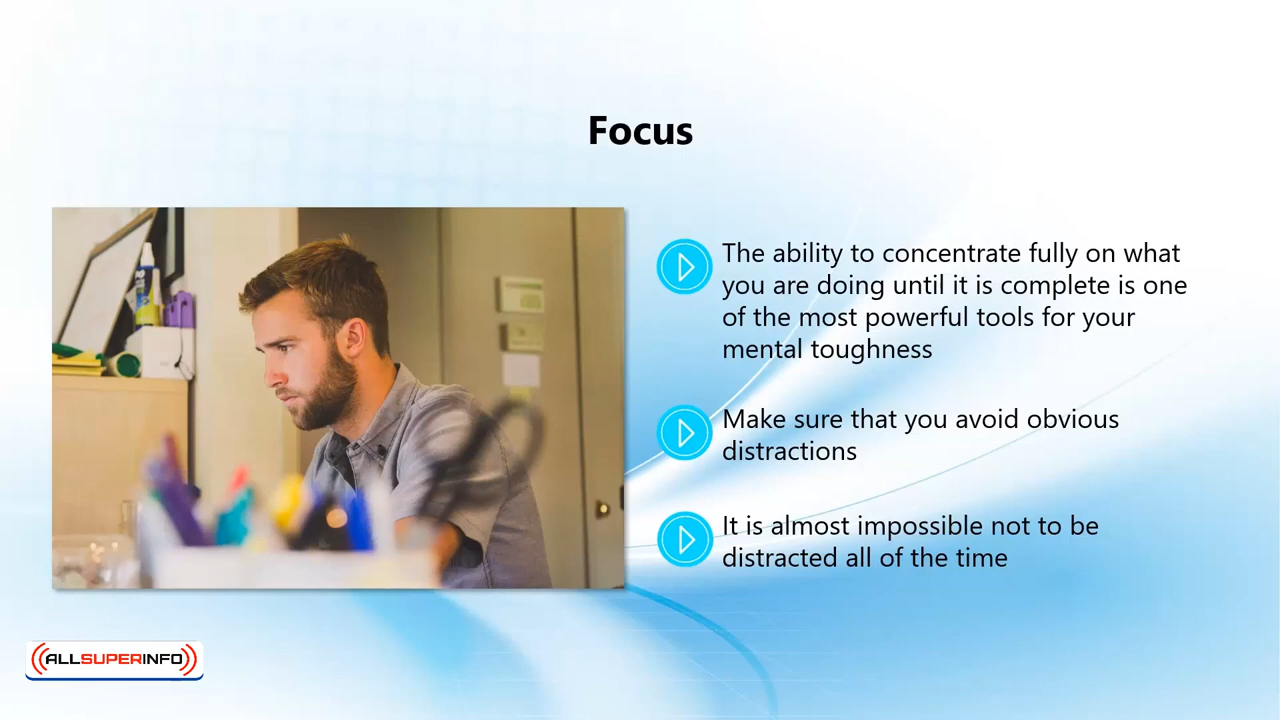 Focus
The ability to concentrate fully on what
you are doing until it is complete is one
of the most powerful tools for your
mental toughness
Make sure that you avoid obvious
distractions
It is almost impossible not to be
distracted all of the time
ALLSUPERINFO